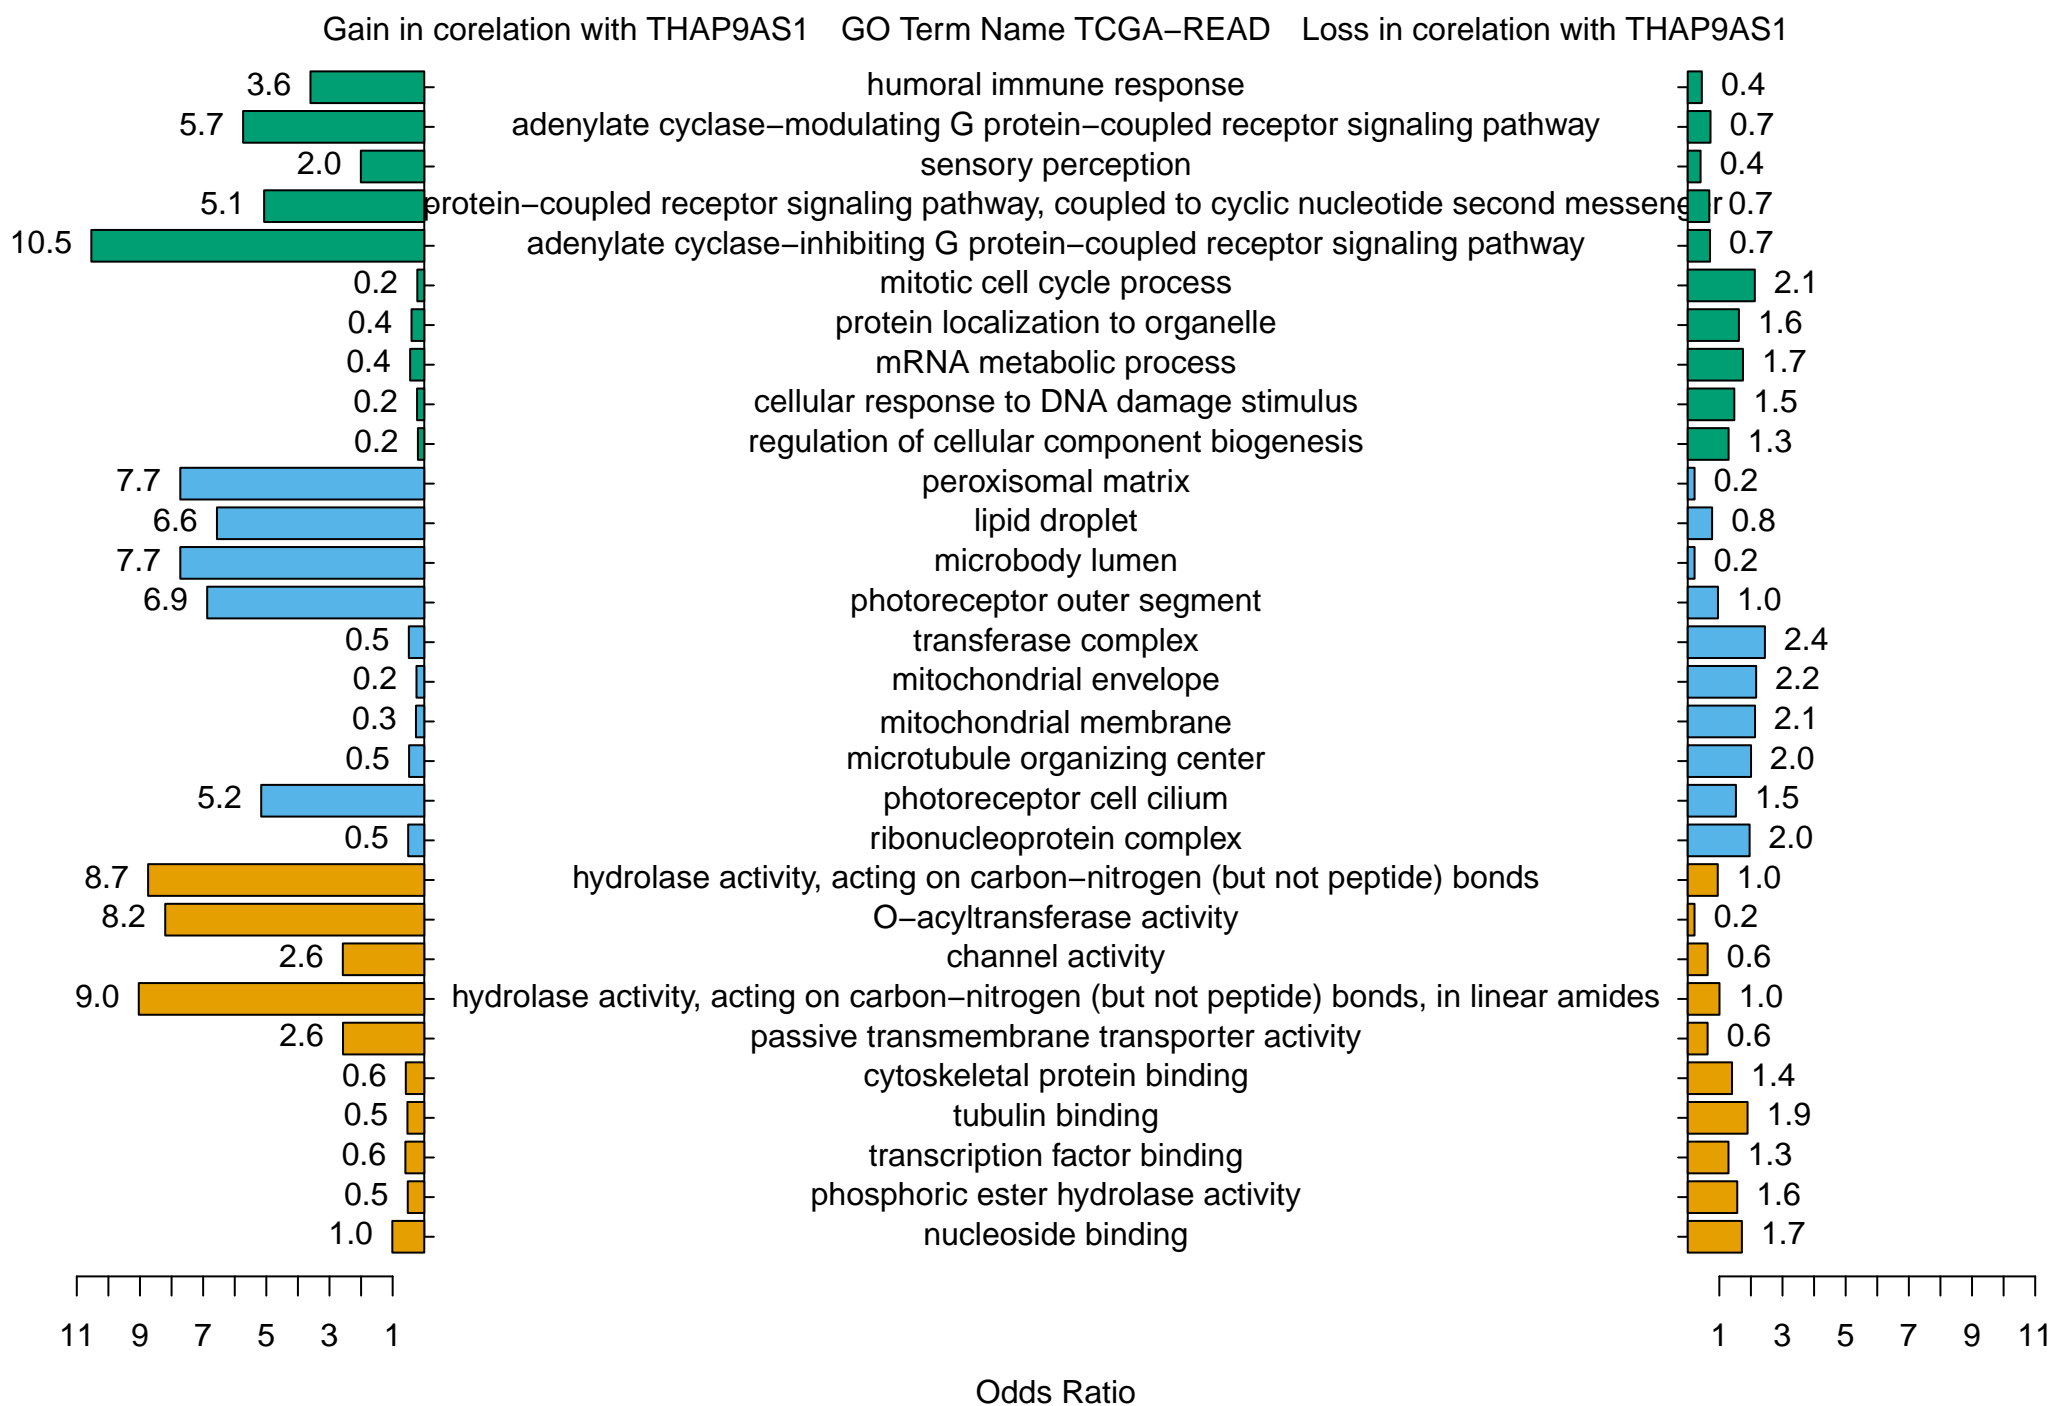 Gain in corelation with THAP9AS1 GO Term Name TCGA−READ Loss in corelation with THAP9AS1
3.6 humoral immune response 0.4
5.7 adenylate cyclase−modulating G protein−coupled receptor signaling pathway 0.7
2.0 sensory perception 0.4
5.1 protein−coupled receptor signaling pathway, coupled to cyclic nucleotide second messenger 0.7
10.5 adenylate cyclase−inhibiting G protein−coupled receptor signaling pathway 0.7
0.2 mitotic cell cycle process 2.1
0.4 protein localization to organelle 1.6
0.4 mRNA metabolic process 1.7
0.2 cellular response to DNA damage stimulus 1.5
0.2 regulation of cellular component biogenesis 1.3
7.7 peroxisomal matrix 0.2
6.6 lipid droplet 0.8
7.7 microbody lumen 0.2
6.9 photoreceptor outer segment 1.0
0.5 transferase complex 2.4
0.2 mitochondrial envelope 2.2
0.3 mitochondrial membrane 2.1
0.5 microtubule organizing center 2.0
5.2 photoreceptor cell cilium 1.5
0.5 ribonucleoprotein complex 2.0
8.7 hydrolase activity, acting on carbon−nitrogen (but not peptide) bonds 1.0
8.2 O−acyltransferase activity 0.2
2.6 channel activity 0.6
9.0 hydrolase activity, acting on carbon−nitrogen (but not peptide) bonds, in linear amides 1.0
2.6 passive transmembrane transporter activity 0.6
0.6 cytoskeletal protein binding 1.4
0.5 tubulin binding 1.9
0.6 transcription factor binding 1.3
0.5 phosphoric ester hydrolase activity 1.6
1.0 nucleoside binding 1.7
11 9 7 5 3 1 1 3 5 7 9 11
Odds Ratio